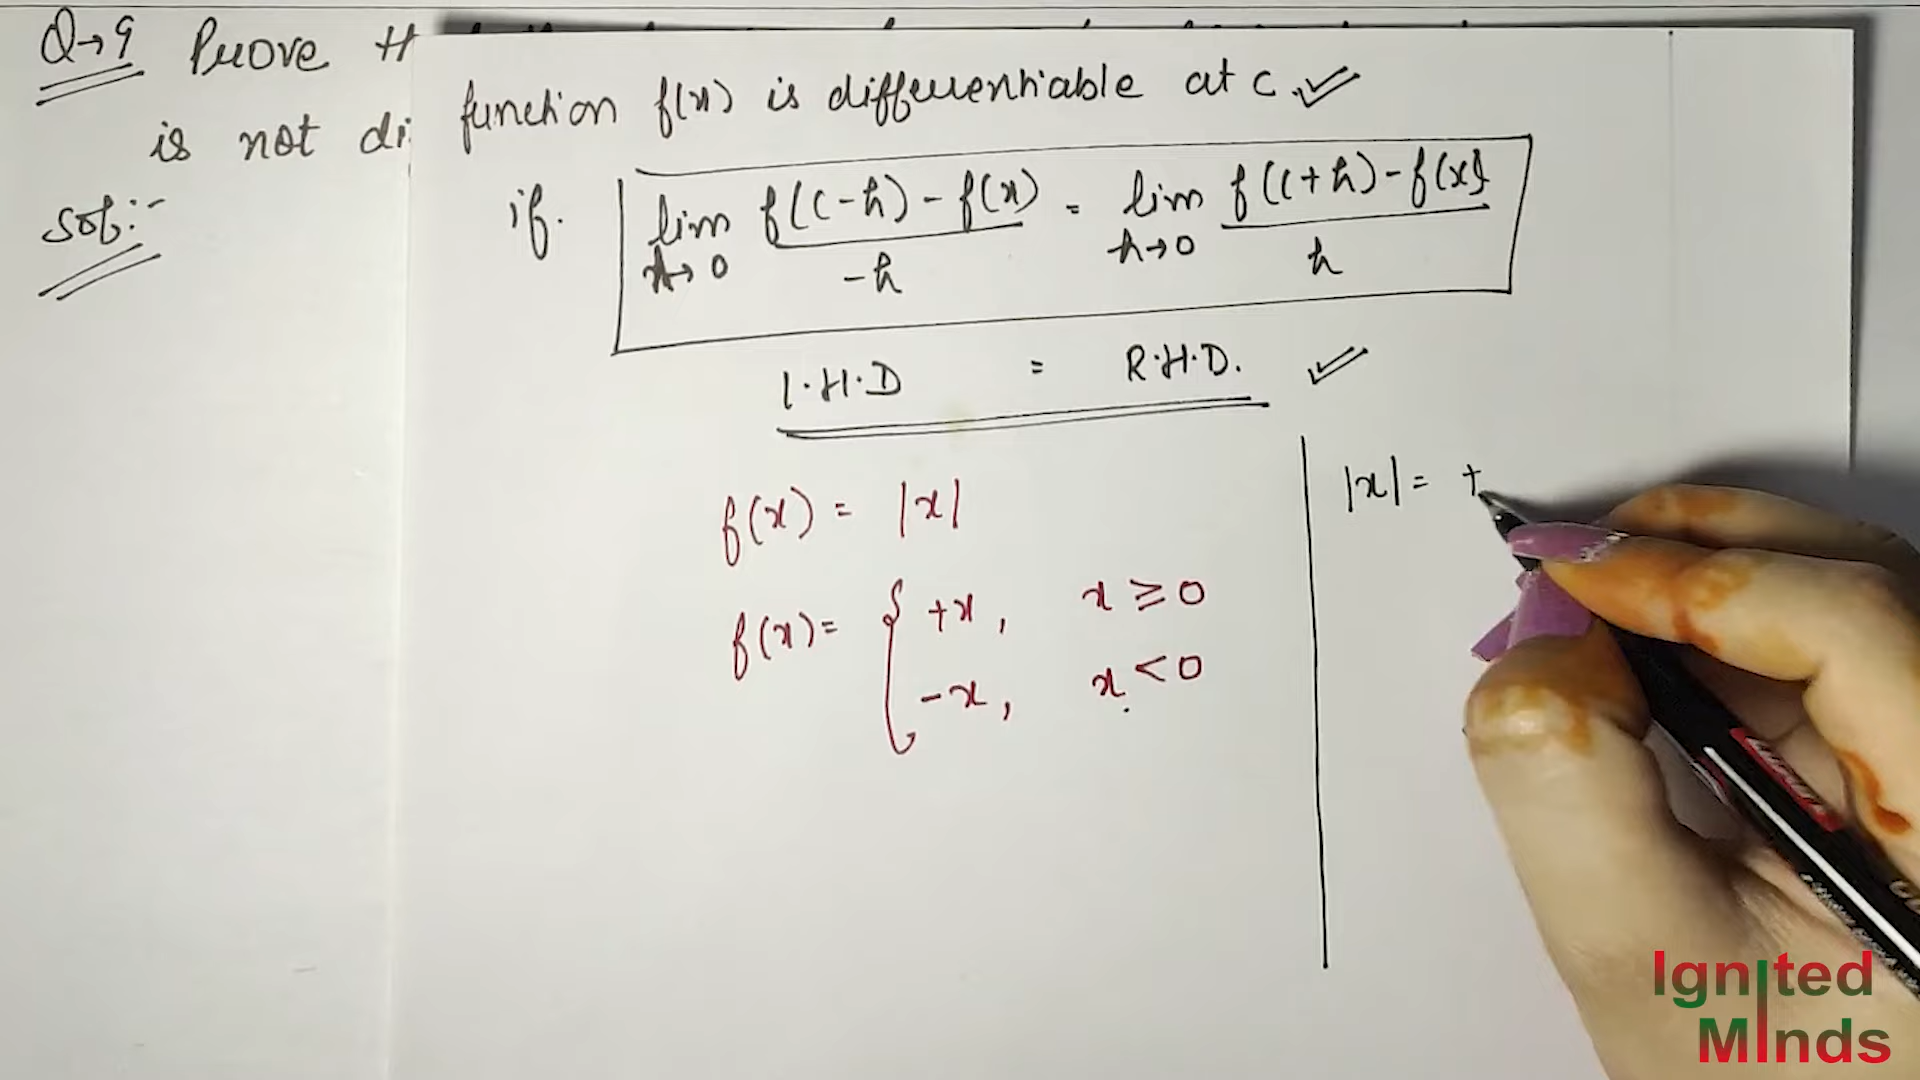 Q→9 Prove
is not di
Sol:-
function f(x) is differentiable at c.
if. lim h→0 f(c-h) - f(x) / -h = lim h→0 f(c+h) - f(x) / h
L.H.D = R.H.D.
f(x) = |x|
f(x) = { +x, x ≥ 0
-x, x < 0
|x| = +
Ignited
Minds